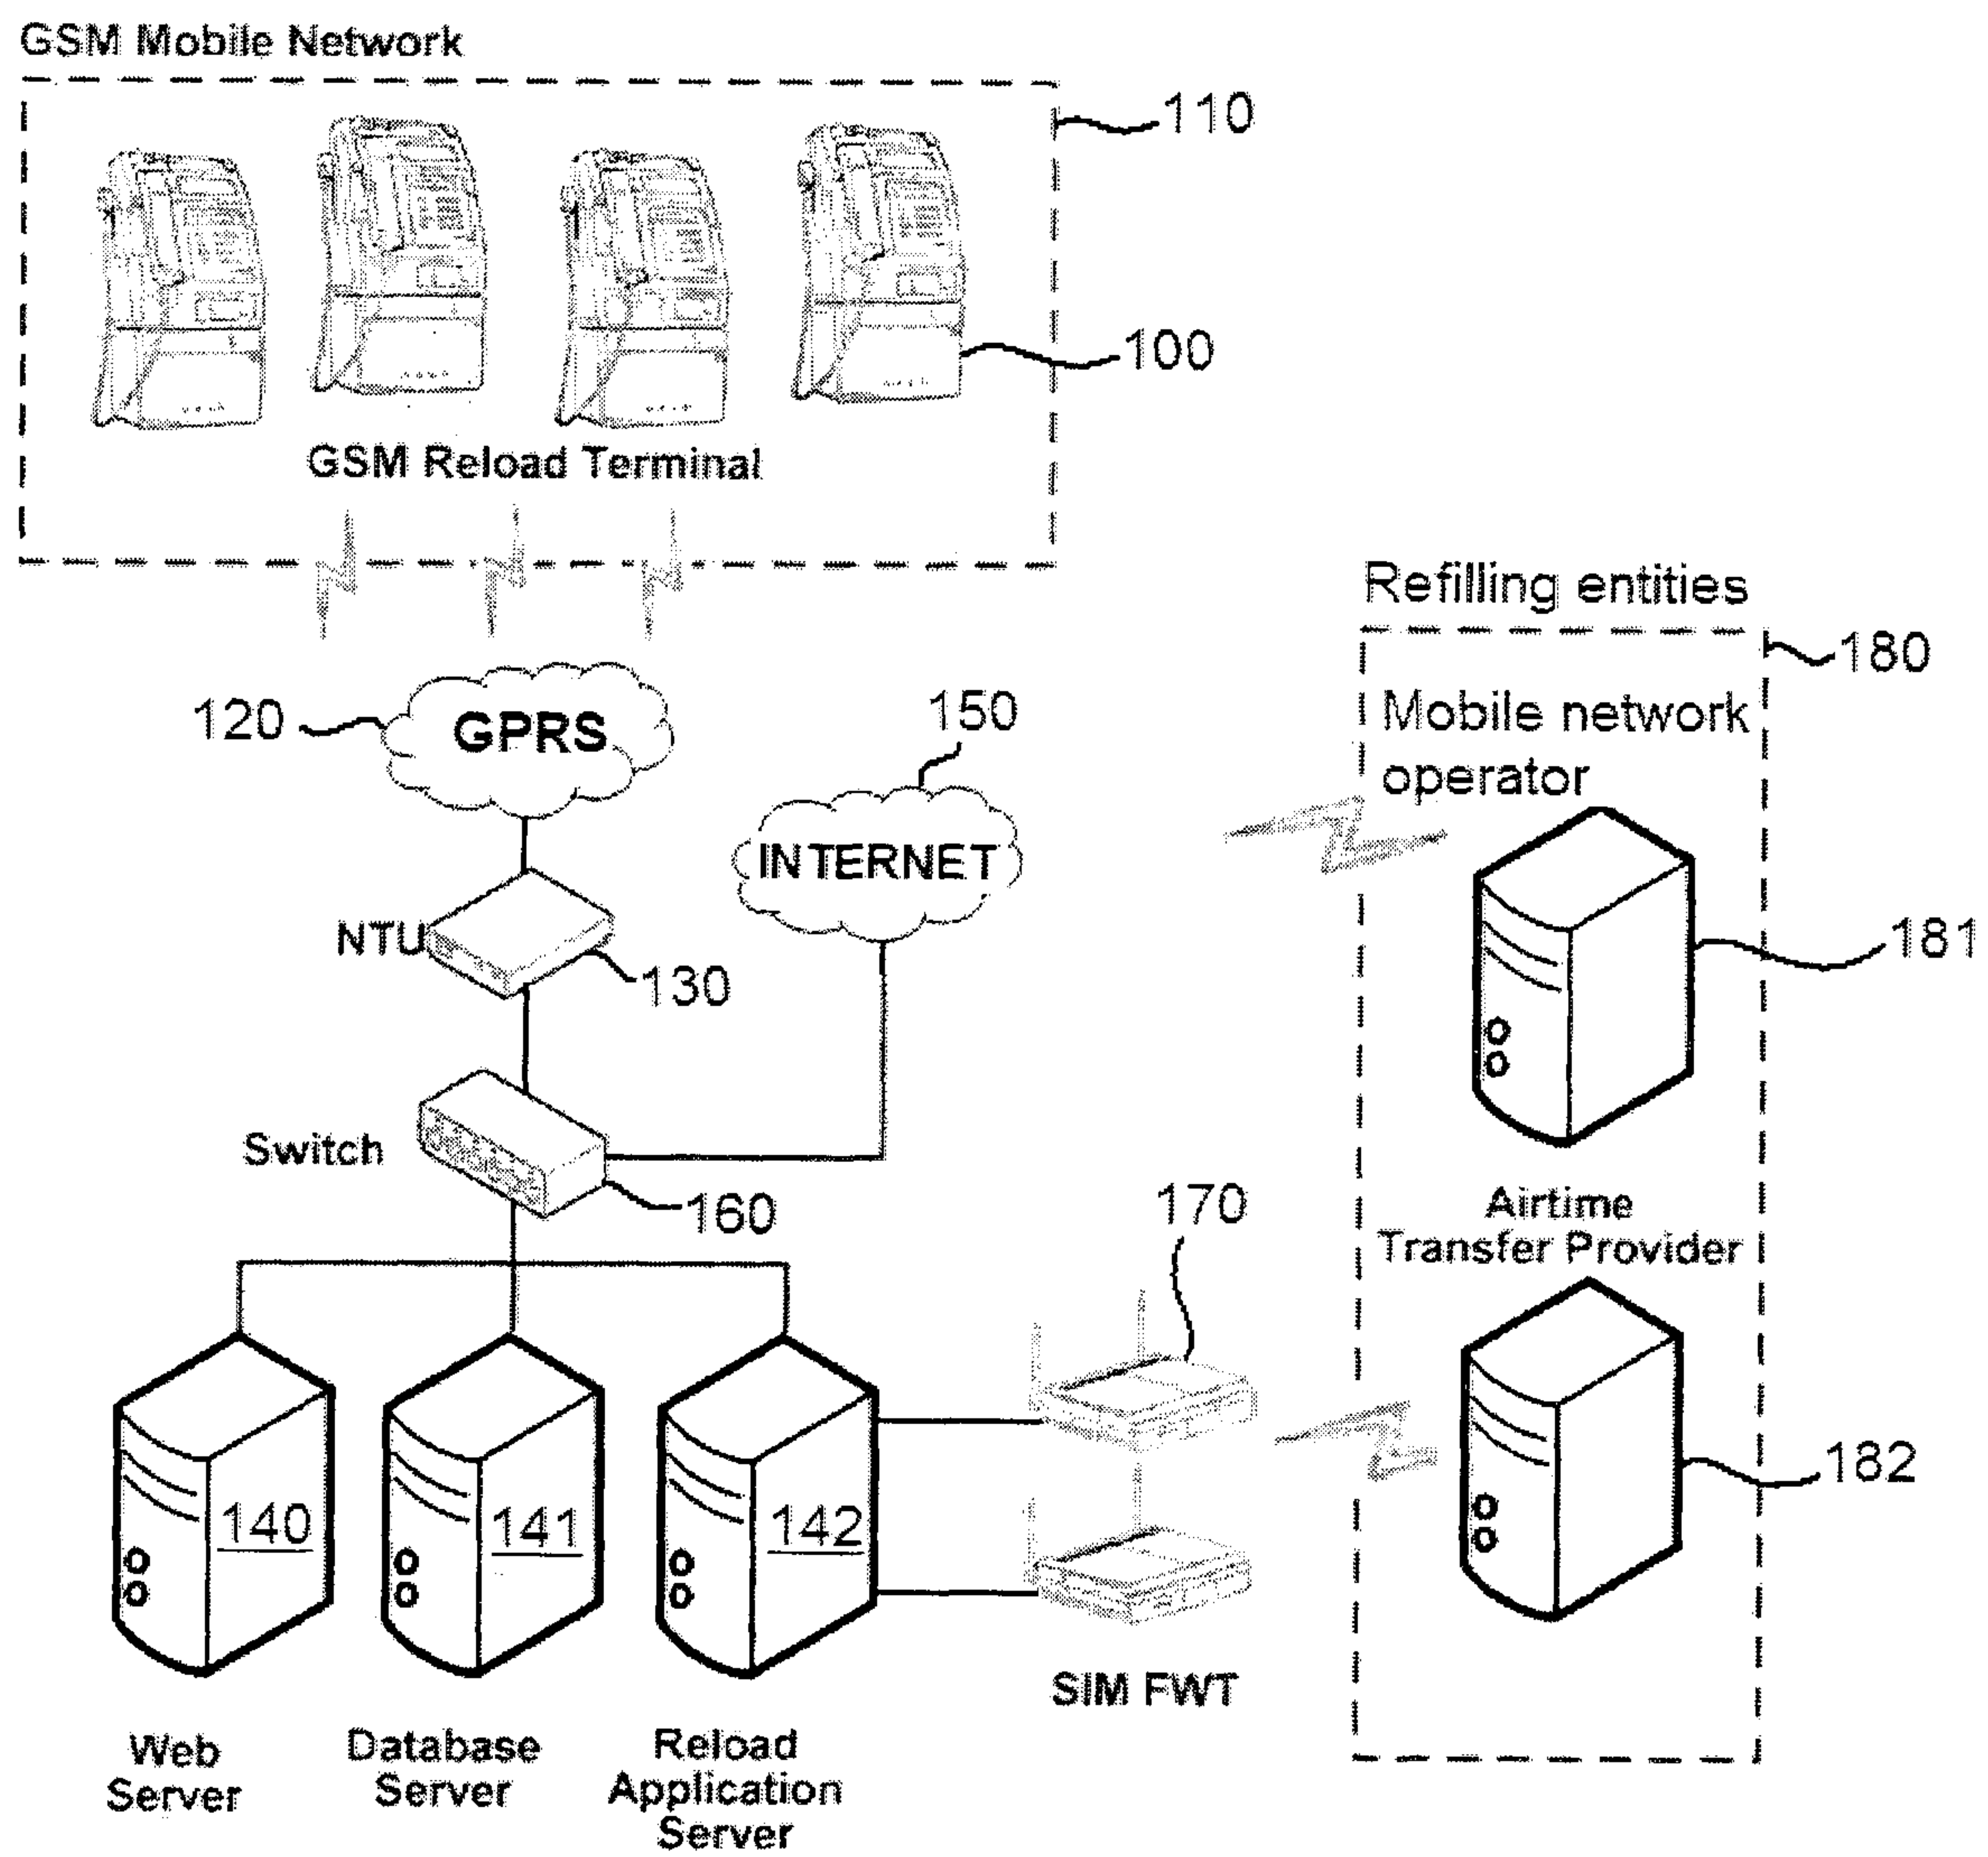 GSM Mobile Network
110
100
GSM Reload Terminal
Refilling entities
180
120
GPRS
150
Mobile network
operator
INTERNET
NTU
130
181
Switch
160
170
Airtime
Transfer Provider
182
140
141
142
SIM FWT
Web
Server
Database
Server
Reload
Application
Server